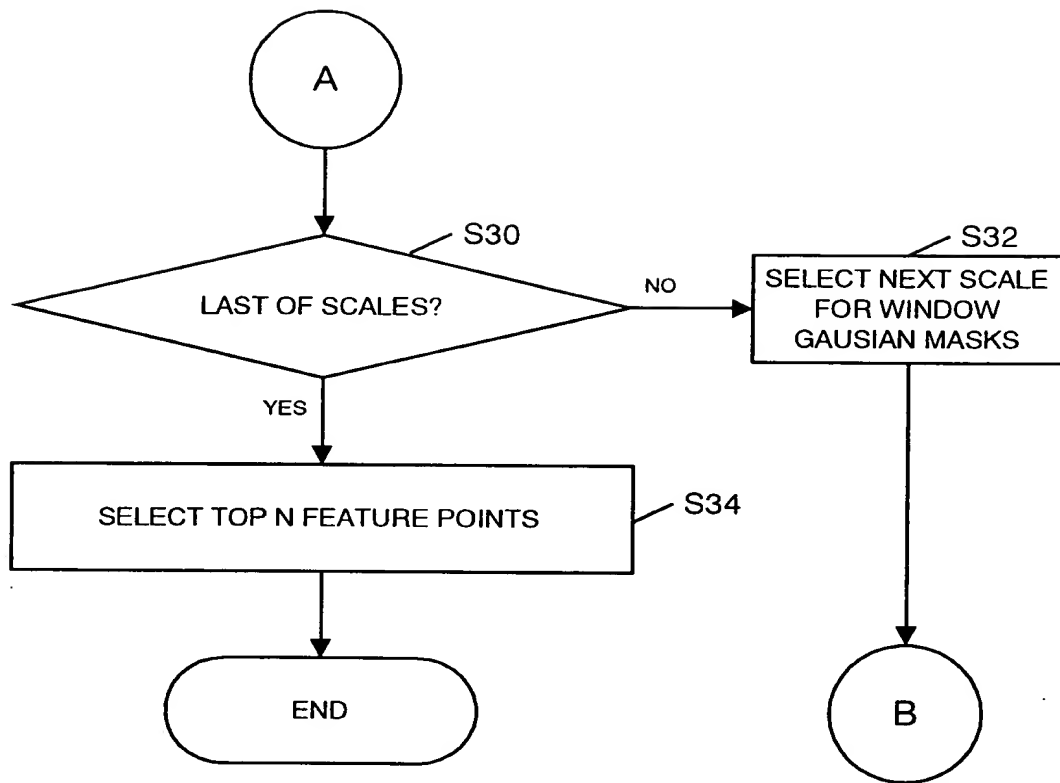 A
S30
LAST OF SCALES?
NO
S32
SELECT NEXT SCALE
FOR WINDOW
GAUSIAN MASKS
YES
SELECT TOP N FEATURE POINTS
S34
END
B